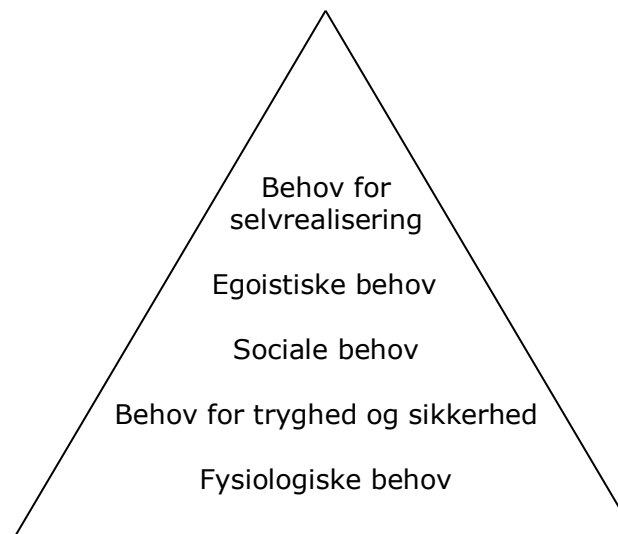 Behov for
selvrealisering
Egoistiske behov
Sociale behov
Behov for tryghed og sikkerhed
Fysiologiske behov